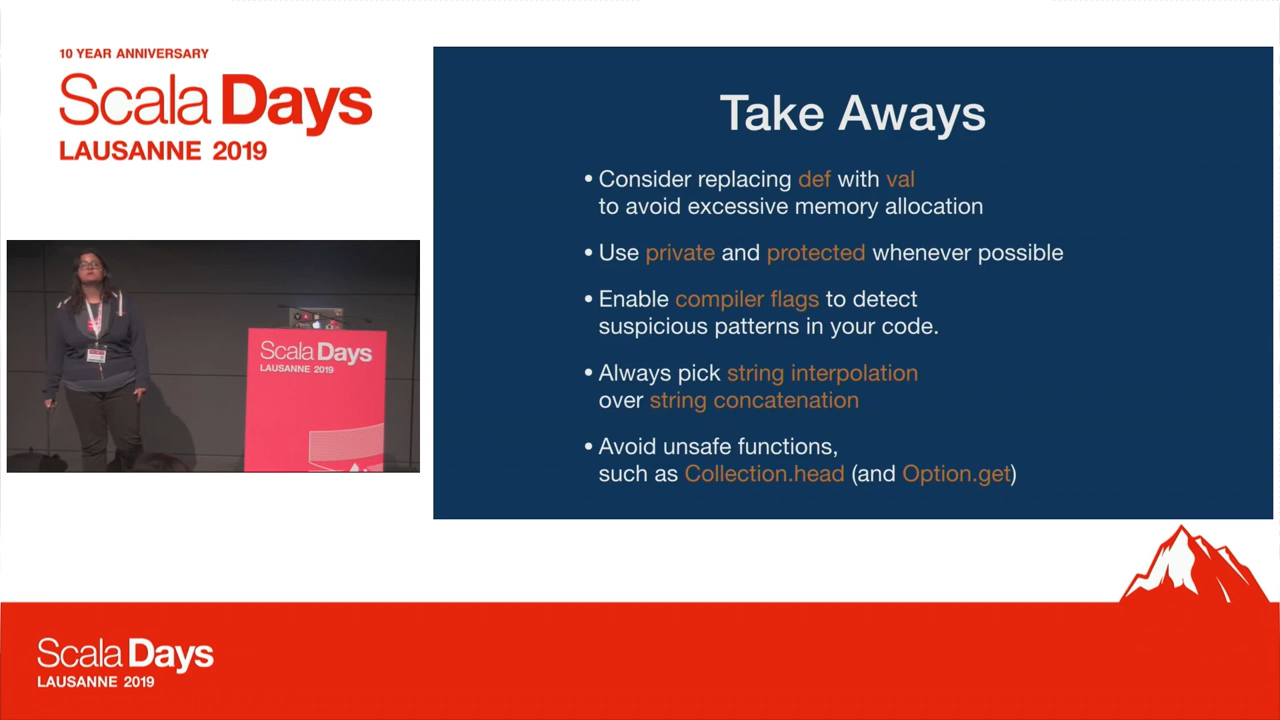 10 YEAR ANNIVERSARY
Scala Days
LAUSANNE 2019
Take Aways
• Consider replacing def with val
to avoid excessive memory allocation
• Use private and protected whenever possible
• Enable compiler flags to detect
suspicious patterns in your code.
• Always pick string interpolation
over string concatenation
• Avoid unsafe functions,
such as Collection.head (and Option.get)
Scala Days
LAUSANNE 2019
Scala Days
LAUSANNE 2019